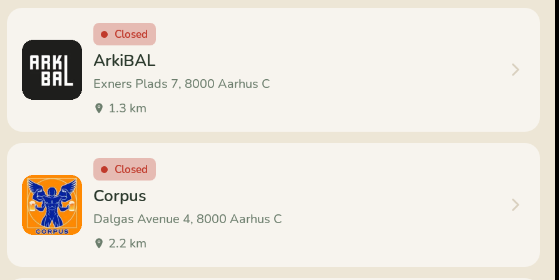 Closed
ARKI
BAL
ArkiBAL
Exners Plads 7, 8000 Aarhus C
1.3 km
Closed
CORPUS
Corpus
Dalgas Avenue 4, 8000 Aarhus C
2.2 km